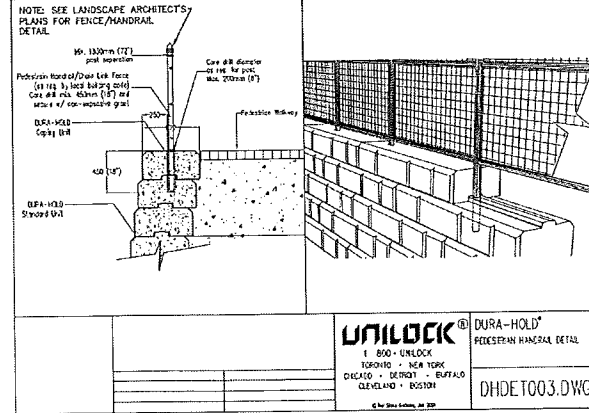 NOTE: SEE LANDSCAPE ARCHITECT'S
PLANS FOR FENCE/HANDRAIL
DETAIL
post separation
Core drill diameter
as req. for post
Max. 200mm (8")
Pedestrian Handrail/Chain Link Fence
(as req. by local building code)
Core drill min. 450mm (18") and
secure w/ non-expansive grout
250
DURA-HOLD
Coping Unit
Pedestrian Walkway
450 (18")
DURA-HOLD
Standard Unit
UNILOCK®
1 800-UNILOCK
TORONTO • NEW YORK
CHICAGO • DETROIT • BUFFALO
CLEVELAND • BOSTON
DURA-HOLD®
PEDESTRIAN HANDRAIL DETAIL
DHDET003.DWG